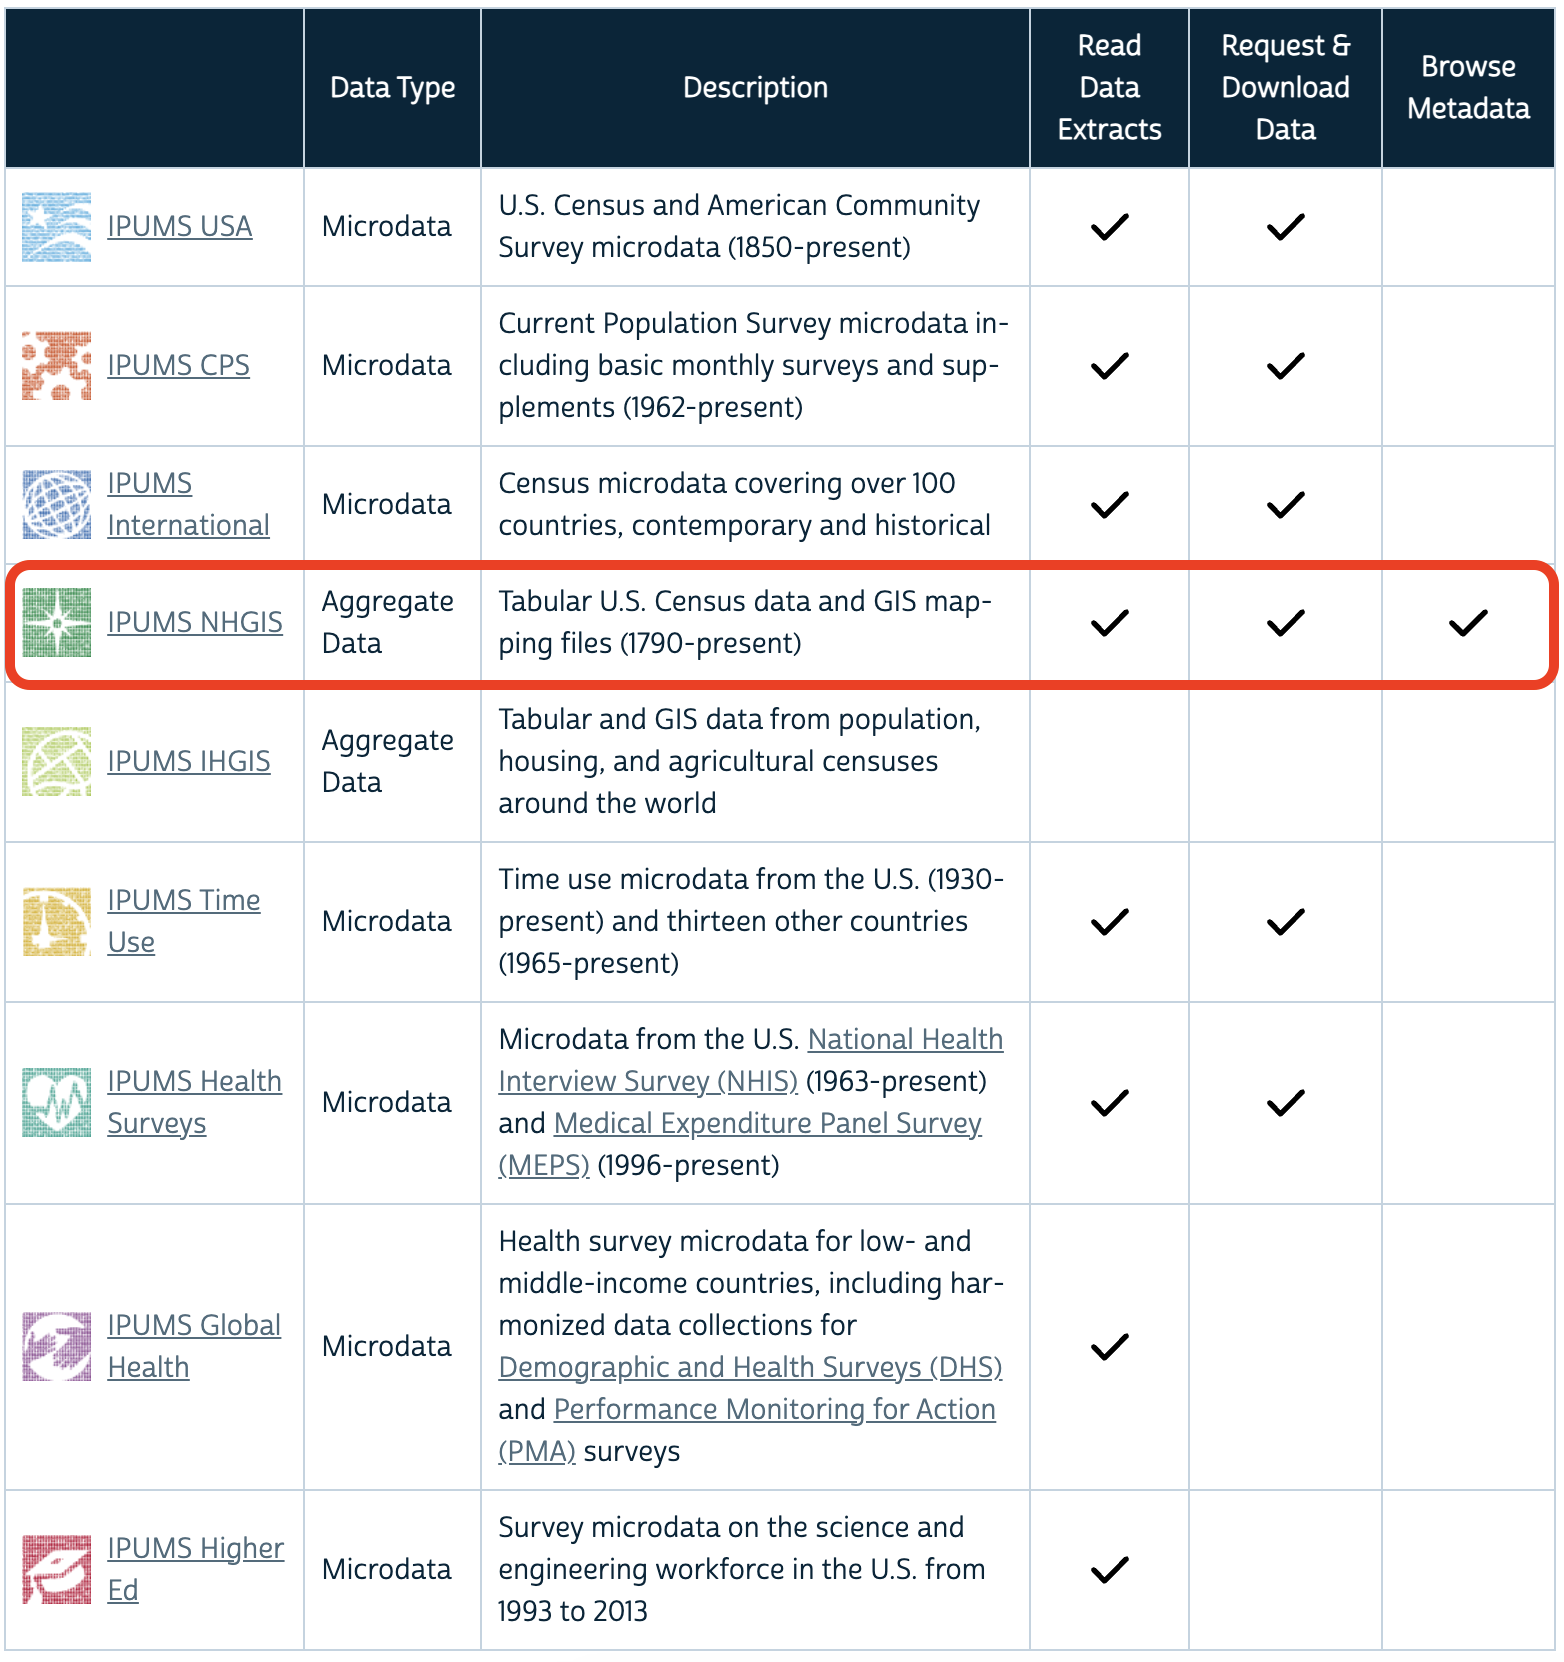 Data Type
Description
Read
Data
Extracts
Request &
Download
Data
Browse
Metadata
IPUMS USA
Microdata
U.S. Census and American Community
Survey microdata (1850-present)
IPUMS CPS
Microdata
Current Population Survey microdata in-
cluding basic monthly surveys and sup-
plements (1962-present)
IPUMS
International
Microdata
Census microdata covering over 100
countries, contemporary and historical
IPUMS NHGIS
Aggregate
Data
Tabular U.S. Census data and GIS map-
ping files (1790-present)
IPUMS IHGIS
Aggregate
Data
Tabular and GIS data from population,
housing, and agricultural censuses
around the world
IPUMS Time
Use
Microdata
Time use microdata from the U.S. (1930-
present) and thirteen other countries
(1965-present)
IPUMS Health
Surveys
Microdata
Microdata from the U.S. National Health
Interview Survey (NHIS) (1963-present)
and Medical Expenditure Panel Survey
(MEPS) (1996-present)
IPUMS Global
Health
Microdata
Health survey microdata for low- and
middle-income countries, including har-
monized data collections for
Demographic and Health Surveys (DHS)
and Performance Monitoring for Action
(PMA) surveys
IPUMS Higher
Ed
Microdata
Survey microdata on the science and
engineering workforce in the U.S. from
1993 to 2013